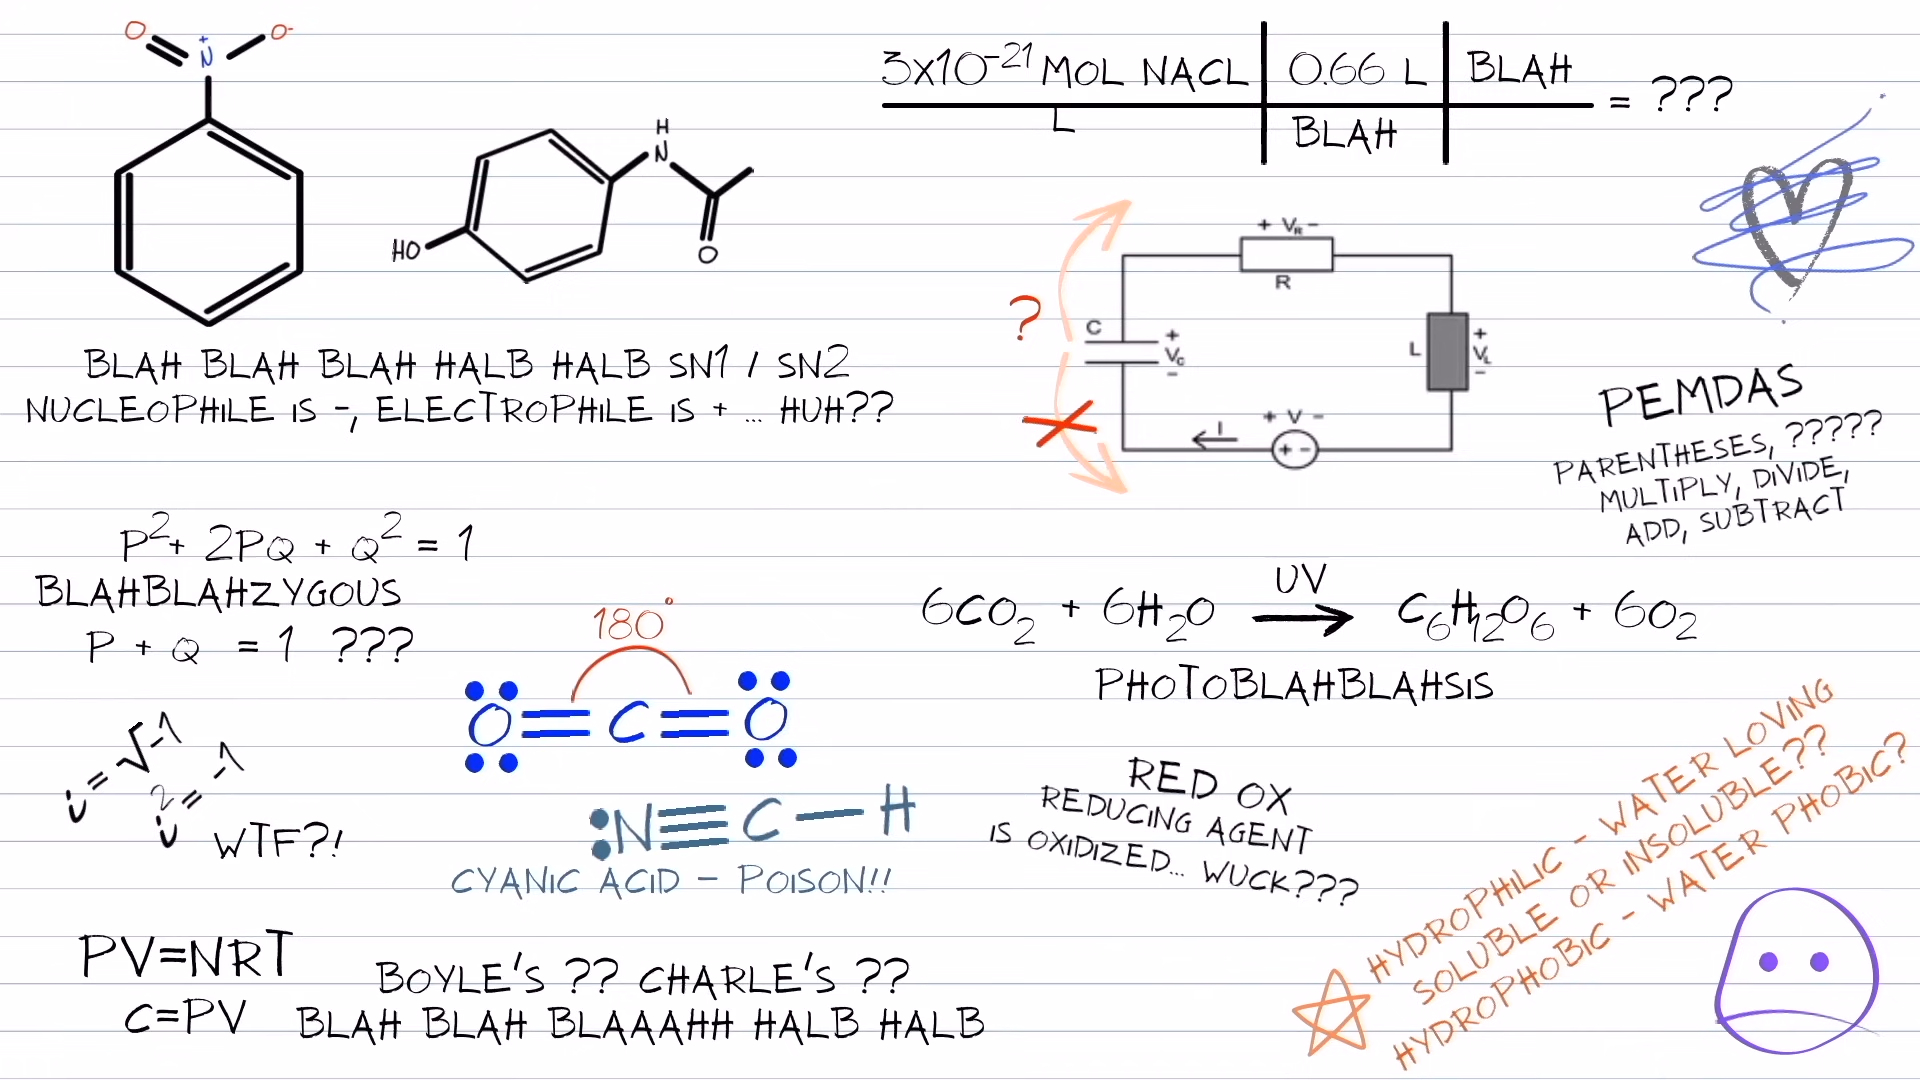 O N+ O-
H
N
HO
O
BLAH BLAH BLAH HALB HALB SN1 / SN2
NUCLEOPHILE IS -, ELECTROPHILE IS + ... HUH??
3X10^-21 MOL NACL | 0.66 L | BLAH
L | BLAH
= ???
+ VR -
R
?
C
+
Vc
-
L
+
VL
-
+ V -
I
+ -
PEMDAS
PARENTHESES, ?????
MULTIPLY, DIVIDE,
ADD, SUBTRACT
P²+ 2PQ + Q² = 1
BLAHBLAHZYGOUS
P + Q = 1 ???
i = √-1
i² = -1
WTF?!
180°
O=C=O
:N≡C—H
CYANIC ACID - POISON!!
UV
6CO₂ + 6H₂O → C₆H₁₂O₆ + 6O₂
PHOTOBLAHBLAHSIS
RED OX
REDUCING AGENT
IS OXIDIZED... WUCK???
HYDROPHILIC - WATER LOVING
SOLUBLE OR INSOLUBLE??
HYDROPHOBIC - WATER PHOBIC?
PV=NRT
C=PV
BOYLE'S ?? CHARLE'S ??
BLAH BLAH BLAAAHH HALB HALB